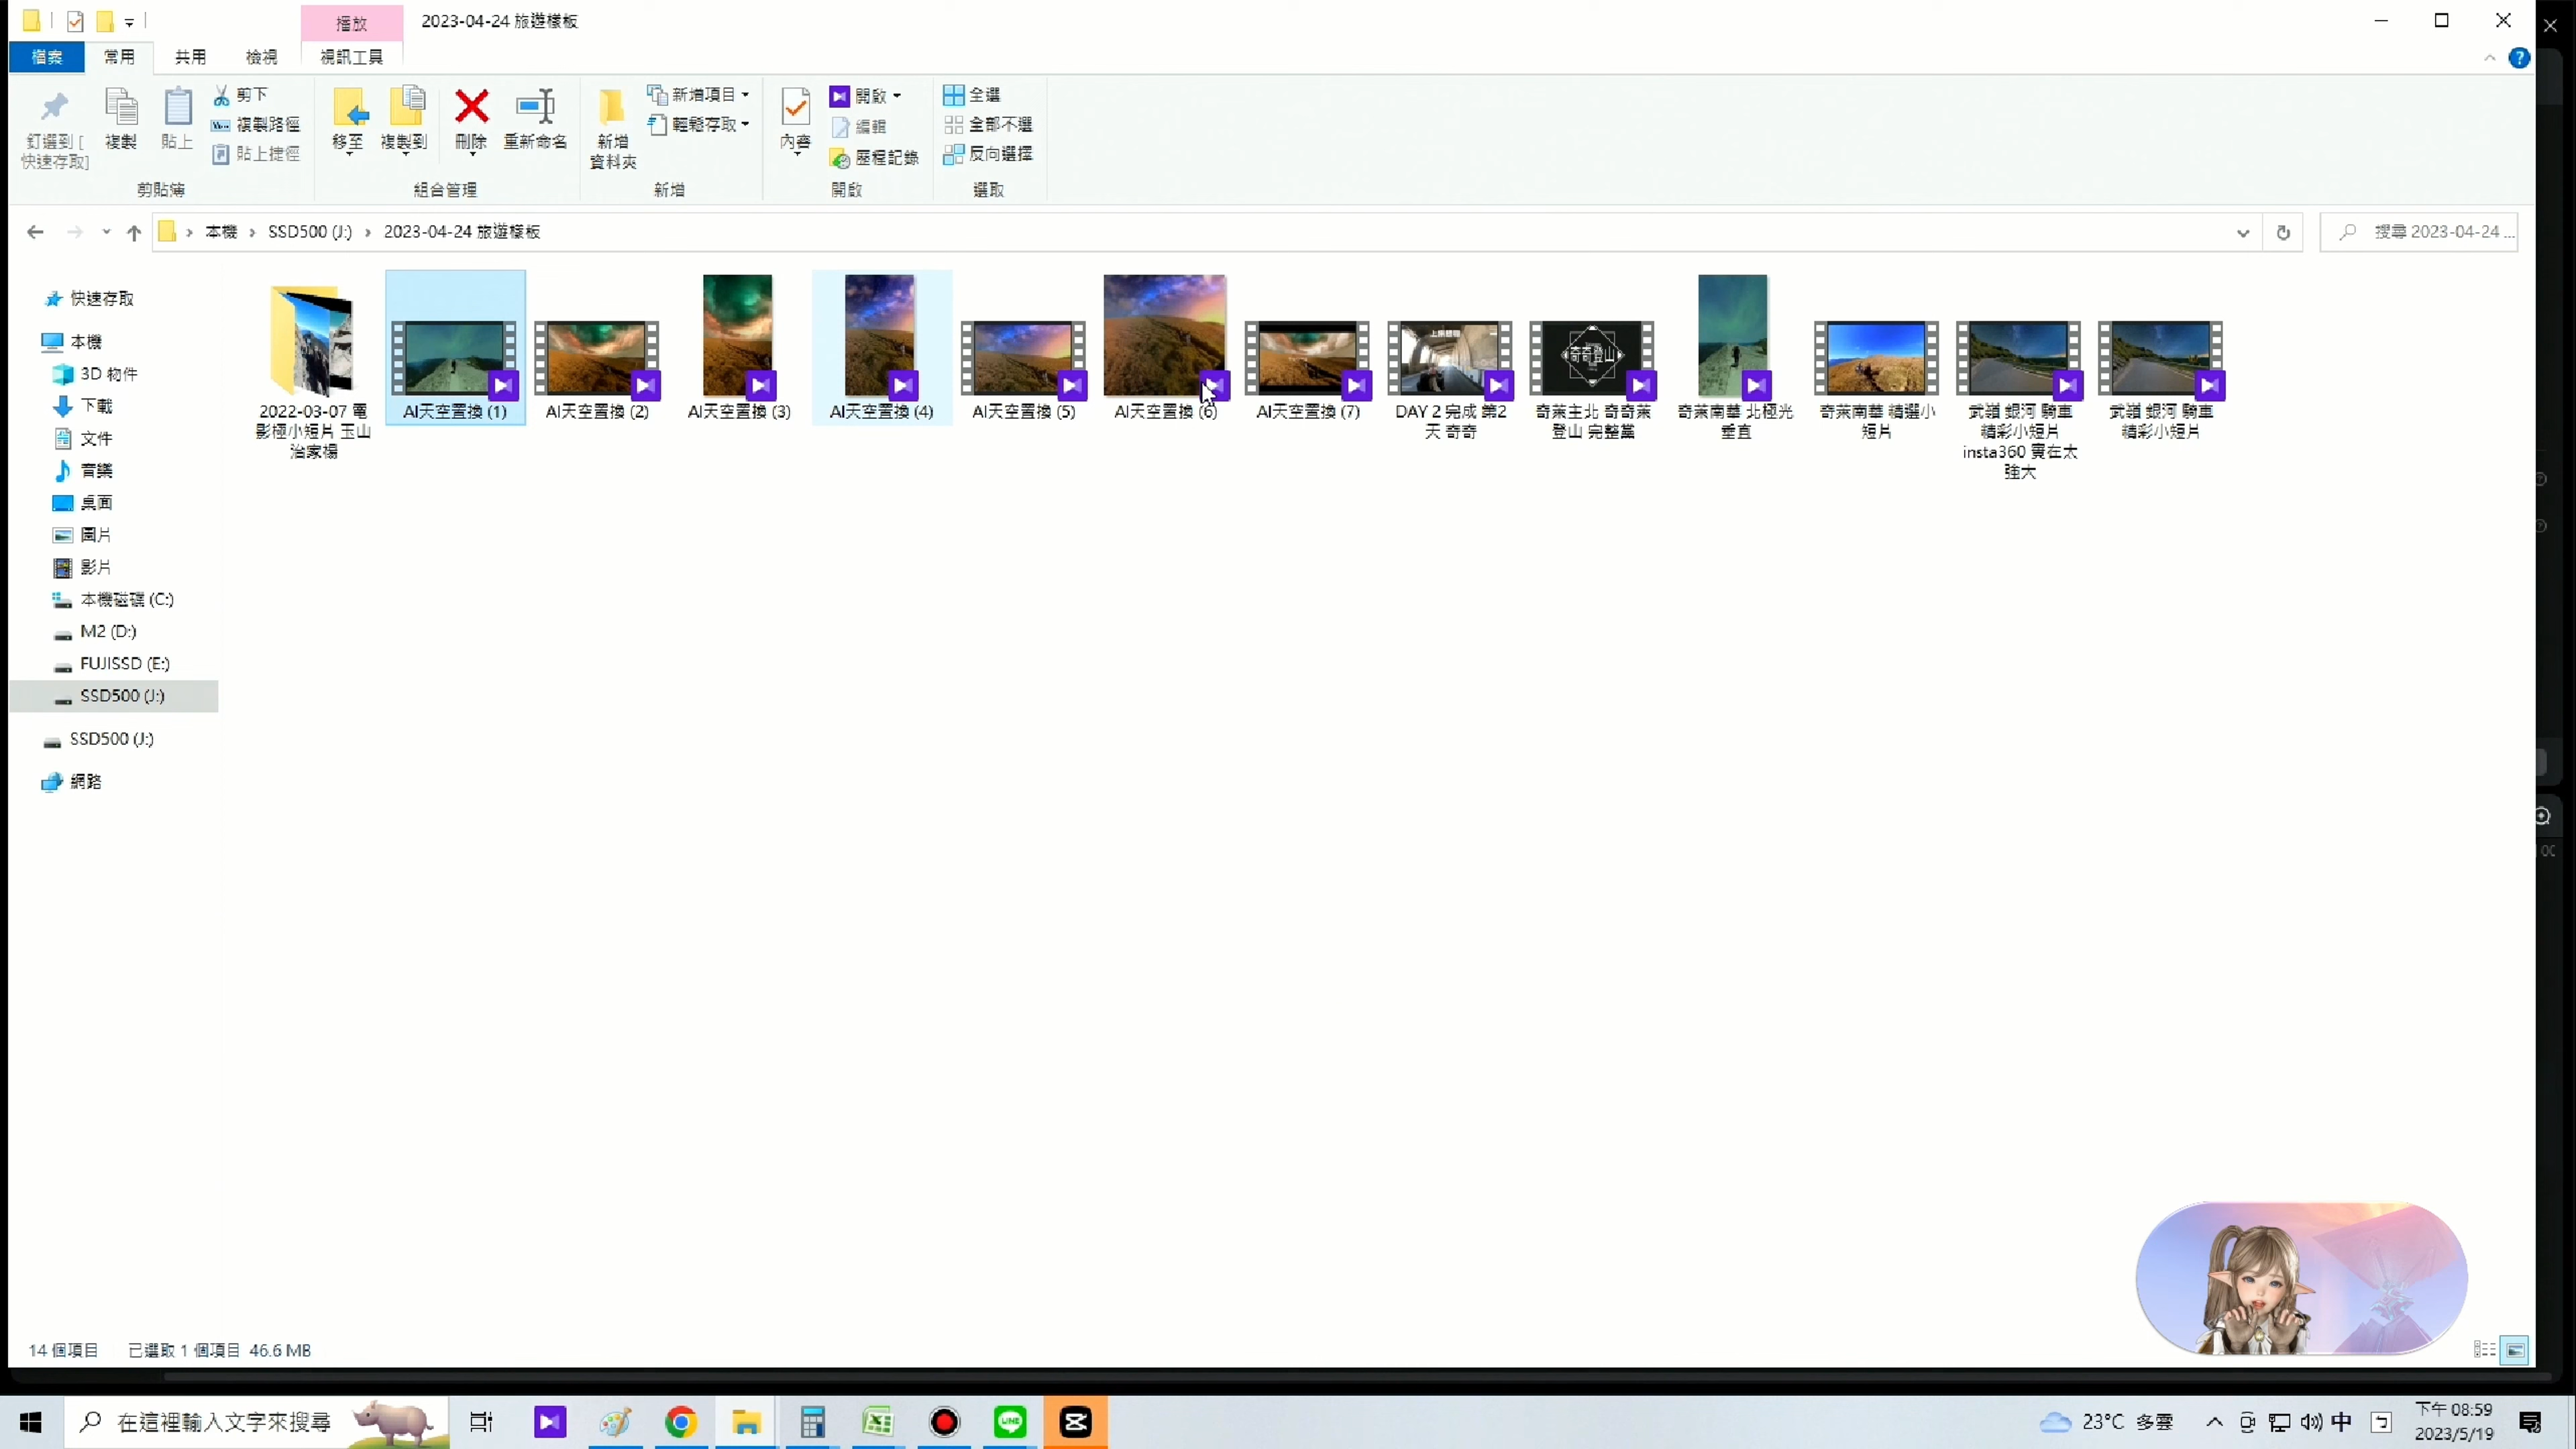 播放
2023-04-24 旅遊樣板
檔案
常用
共用
檢視
視訊工具
釘選到 [
快速存取]
複製
貼上
剪下
複製路徑
貼上捷徑
剪貼簿
移至
複製到
刪除
重新命名
組合管理
新增
資料夾
新增項目
輕鬆存取
新增
內容
開啟
編輯
歷程記錄
開啟
全選
全部不選
反向選擇
選取
本機 › SSD500 (J:) › 2023-04-24 旅遊樣板
搜尋 2023-04-24 ...
快速存取
本機
3D 物件
下載
文件
音樂
桌面
圖片
影片
本機磁碟 (C:)
M2 (D:)
FUJISSD (E:)
SSD500 (J:)
SSD500 (J:)
網路
2022-03-07 電
影極小短片 玉山
治家楊
AI天空置換 (1)
AI天空置換 (2)
AI天空置換 (3)
AI天空置換 (4)
AI天空置換 (5)
AI天空置換 (6)
AI天空置換 (7)
DAY 2 完成 第2
天 奇奇
奇奇登山
奇萊主北 奇奇萊
登山 完整黨
奇萊南華 北極光
垂直
奇萊南華 精選小
短片
武嶺 銀河 騎車
精彩小短片
insta360 實在太
強大
武嶺 銀河 騎車
精彩小短片
14 個項目
已選取 1 個項目 46.6 MB
在這裡輸入文字來搜尋
LINE
23°C 多雲
中
下午 08:59
2023/5/19